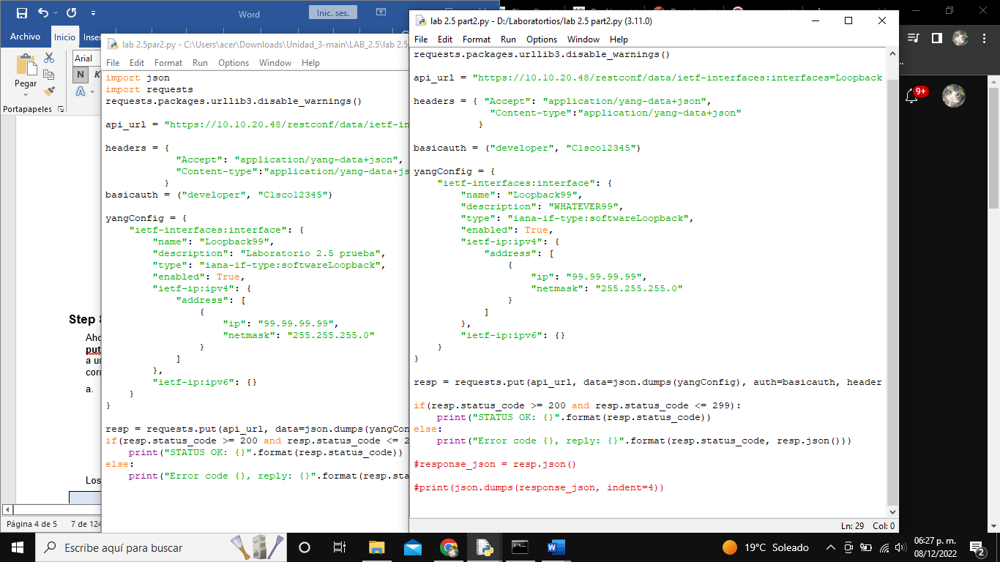 Word
Inic. ses.
Archivo
Inicio
Inser
Arial
Pegar
N
K
A
Portapapeles
Step 8
Aho
put
a u
com
a.
Los
Página 4 de 5
7 de 124
lab 2.5par2.py - C:\Users\acer\Downloads\Unidad_3-main\LAB_2.5\lab 2.5
File Edit Format Run Options Window Help
import json
import requests
requests.packages.urllib3.disable_warnings()
api_url = "https://10.10.20.48/restconf/data/ietf-in
headers = {
"Accept": "application/yang-data+json",
"Content-type":"application/yang-data+js
}
basicauth = ("developer", "C1sco12345")
yangConfig = {
"ietf-interfaces:interface": {
"name": "Loopback99",
"description": "Laboratorio 2.5 prueba",
"type": "iana-if-type:softwareLoopback",
"enabled": True,
"ietf-ip:ipv4": {
"address": [
{
"ip": "99.99.99.99",
"netmask": "255.255.255.0"
}
]
},
"ietf-ip:ipv6": {}
}
}
resp = requests.put(api_url, data=json.dumps(yangCon
if(resp.status_code >= 200 and resp.status_code <= 2
print("STATUS OK: {}".format(resp.status_code))
else:
print("Error code {}, reply: {}".format(resp.sta
lab 2.5 part2.py - D:/Laboratortios/lab 2.5 part2.py (3.11.0)
File Edit Format Run Options Window Help
requests.packages.urllib3.disable_warnings()
api_url = "https://10.10.20.48/restconf/data/ietf-interfaces:interfaces=Loopback
headers = { "Accept": "application/yang-data+json",
"Content-type":"application/yang-data+json"
}
basicauth = ("developer", "C1sco12345")
yangConfig = {
"ietf-interfaces:interface": {
"name": "Loopback99",
"description": "WHATEVER99",
"type": "iana-if-type:softwareLoopback",
"enabled": True,
"ietf-ip:ipv4": {
"address": [
{
"ip": "99.99.99.99",
"netmask": "255.255.255.0"
}
]
},
"ietf-ip:ipv6": {}
}
}
resp = requests.put(api_url, data=json.dumps(yangConfig), auth=basicauth, header
if(resp.status_code >= 200 and resp.status_code <= 299):
print("STATUS OK: {}".format(resp.status_code))
else:
print("Error code {}, reply: {}".format(resp.status_code, resp.json()))
#response_json = resp.json()
#print(json.dumps(response_json, indent=4))
Ln: 29 Col: 0
9+
Escribe aquí para buscar
19°C Soleado
06:27 p. m.
08/12/2022
2